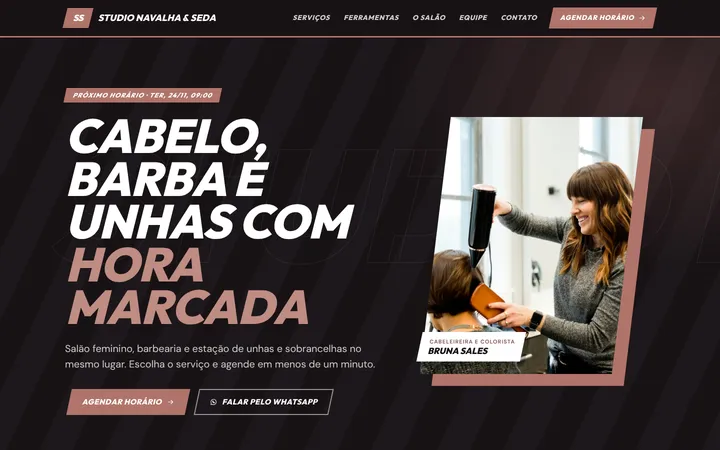 SS STUDIO NAVALHA & SEDA SERVIÇOS FERRAMENTAS O SALÃO EQUIPE CONTATO AGENDAR HORÁRIO →
PRÓXIMO HORÁRIO · TER, 24/11, 09:00
CABELO,
BARBA E
UNHAS COM
HORA
MARCADA
Salão feminino, barbearia e estação de unhas e sobrancelhas no
mesmo lugar. Escolha o serviço e agende em menos de um minuto.
AGENDAR HORÁRIO → FALAR PELO WHATSAPP
CABELEIREIRA E COLORISTA
BRUNA SALES